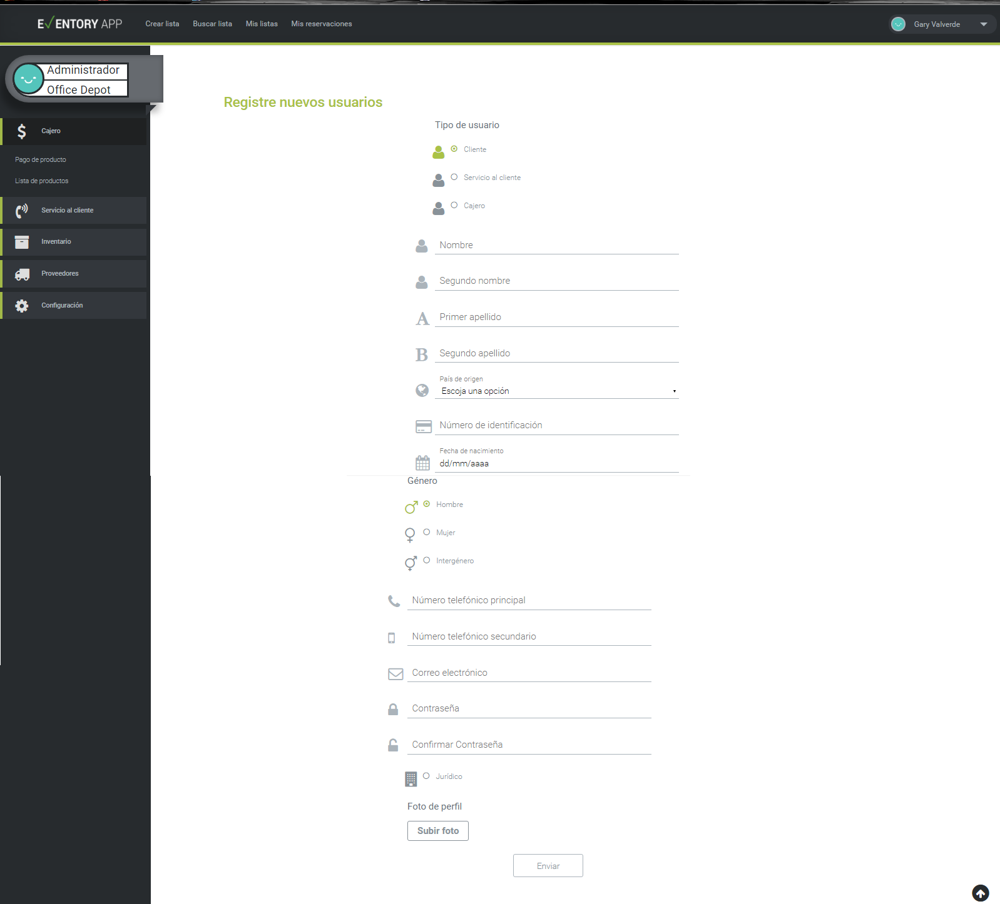 EVENTORY APP
Crear lista
Buscar lista
Mis listas
Mis reservaciones
Gary Valverde
Administrador
Office Depot
Cajero
Pago de producto
Lista de productos
Servicio al cliente
Inventario
Proveedores
Configuración
Registre nuevos usuarios
Tipo de usuario
Cliente
Servicio al cliente
Cajero
Nombre
Segundo nombre
Primer apellido
Segundo apellido
País de origen
Escoja una opción
Número de identificación
Fecha de nacimiento
dd/mm/aaaa
Género
Hombre
Mujer
Intergénero
Número telefónico principal
Número telefónico secundario
Correo electrónico
Contraseña
Confirmar Contraseña
Jurídico
Foto de perfil
Subir foto
Enviar